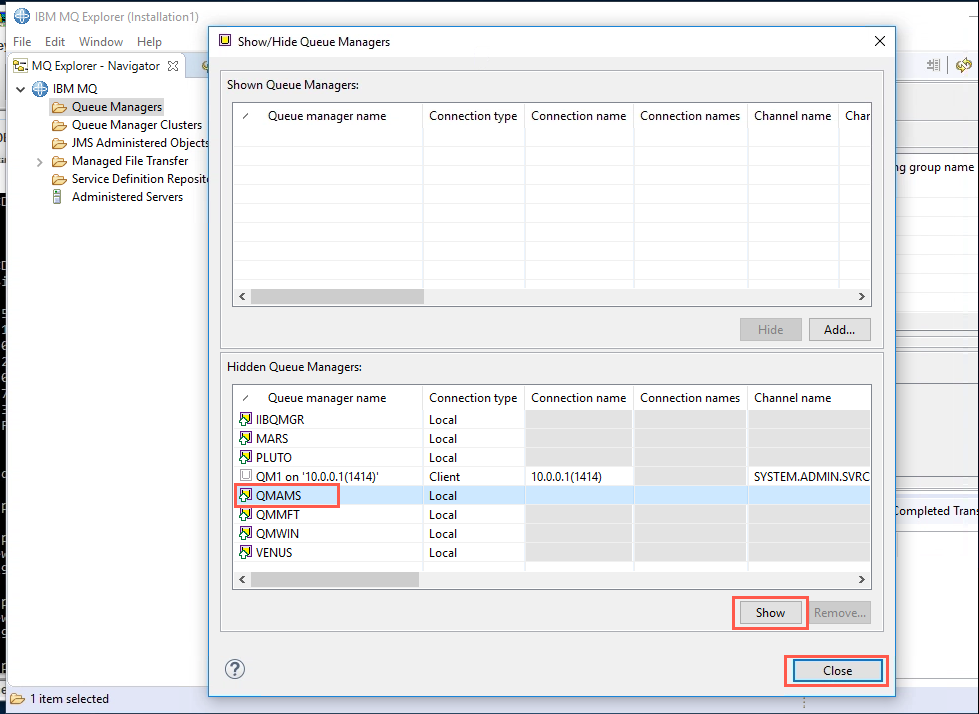 IBM MQ Explorer (Installation1)
File Edit Window Help
MQ Explorer - Navigator
IBM MQ
Queue Managers
Queue Manager Clusters
JMS Administered Objects
Managed File Transfer
Service Definition Reposito
Administered Servers
Show/Hide Queue Managers
Shown Queue Managers:
Queue manager name Connection type Connection name Connection names Channel name Char
Hide Add...
Hidden Queue Managers:
Queue manager name Connection type Connection name Connection names Channel name
IIBQMGR Local
MARS Local
PLUTO Local
QM1 on '10.0.0.1(1414)' Client 10.0.0.1(1414) SYSTEM.ADMIN.SVRC
QMAMS Local
QMMFT Local
QMWIN Local
VENUS Local
Show Remove...
?
Close
ng group name
Completed Trans
1 item selected